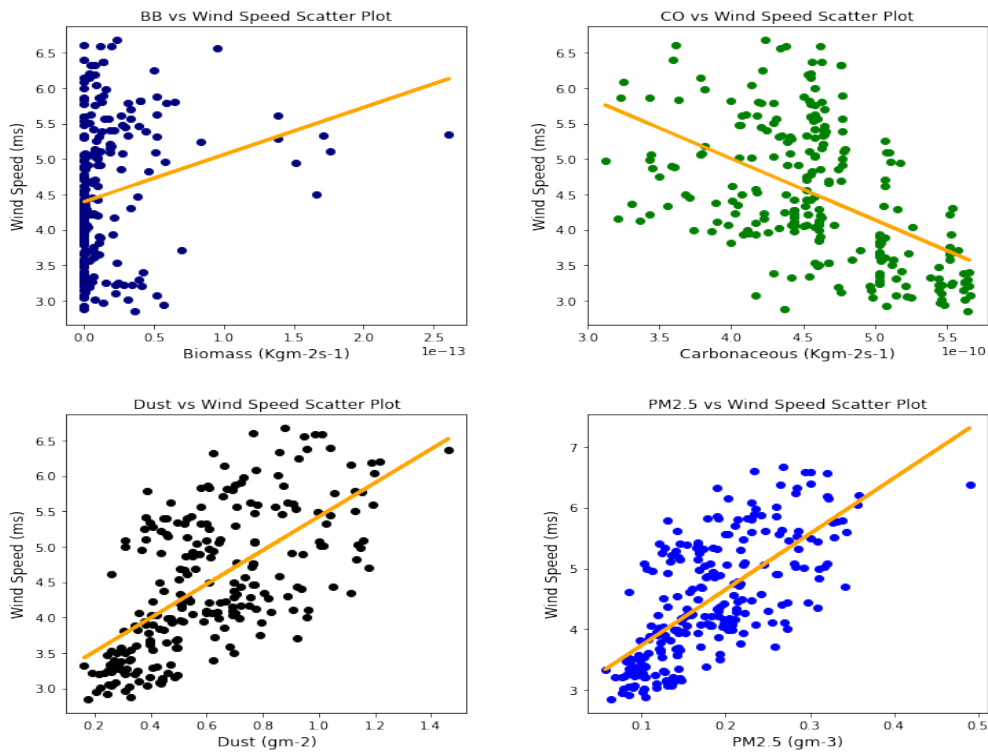 BB vs Wind Speed Scatter Plot
Wind Speed (ms)
6.5
6.0
5.5
5.0
4.5
4.0
3.5
3.0
0.0 0.5 1.0 1.5 2.0 2.5
1e−13
Biomass (Kgm-2s-1)
CO vs Wind Speed Scatter Plot
Wind Speed (ms)
6.5
6.0
5.5
5.0
4.5
4.0
3.5
3.0
3.0 3.5 4.0 4.5 5.0 5.5
1e−10
Carbonaceous (Kgm-2s-1)
Dust vs Wind Speed Scatter Plot
Wind Speed (ms)
6.5
6.0
5.5
5.0
4.5
4.0
3.5
3.0
0.2 0.4 0.6 0.8 1.0 1.2 1.4
Dust (gm-2)
PM2.5 vs Wind Speed Scatter Plot
Wind Speed (ms)
7
6
5
4
3
0.1 0.2 0.3 0.4 0.5
PM2.5 (gm-3)